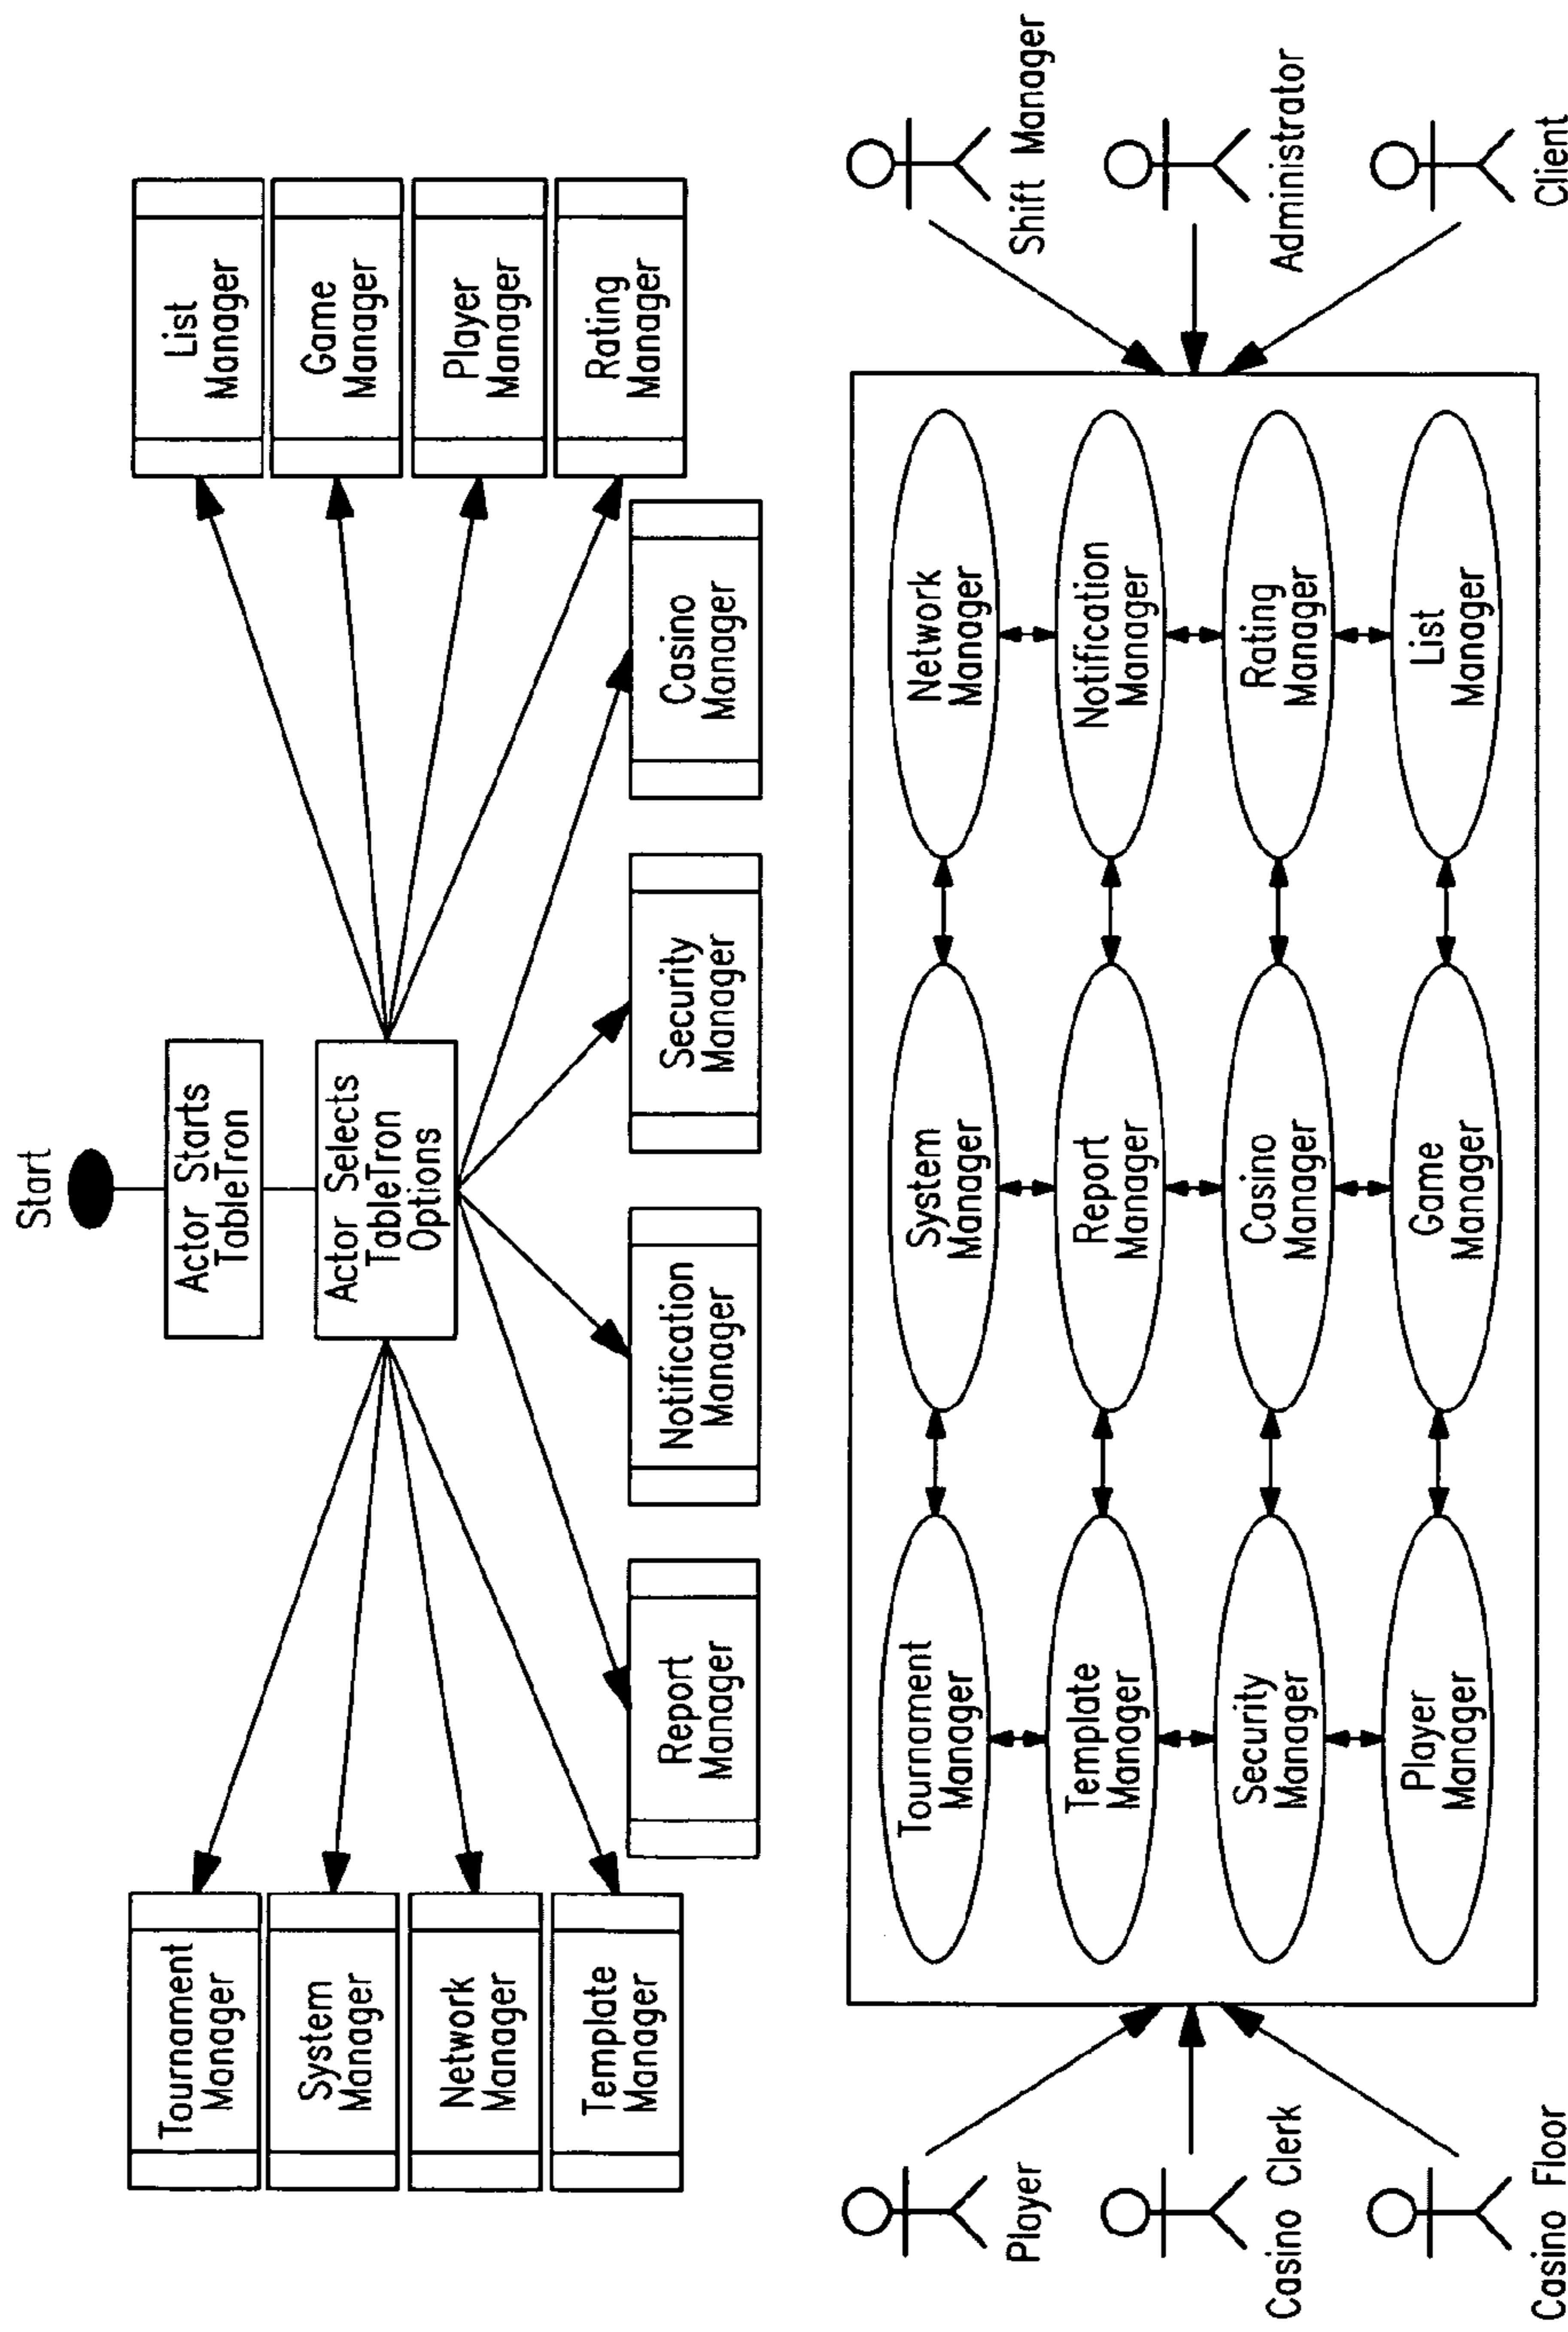 Start
Actor Starts
TableTron
Actor Selects
TableTron
Options
Tournament
Manager
System
Manager
Network
Manager
Template
Manager
Report
Manager
Notification
Manager
Security
Manager
Casino
Manager
List
Manager
Game
Manager
Player
Manager
Rating
Manager
Player
Casino Clerk
Casino Floor
Tournament
Manager
System
Manager
Network
Manager
Template
Manager
Report
Manager
Notification
Manager
Security
Manager
Casino
Manager
Rating
Manager
Player
Manager
Game
Manager
List
Manager
Shift Manager
Administrator
Client